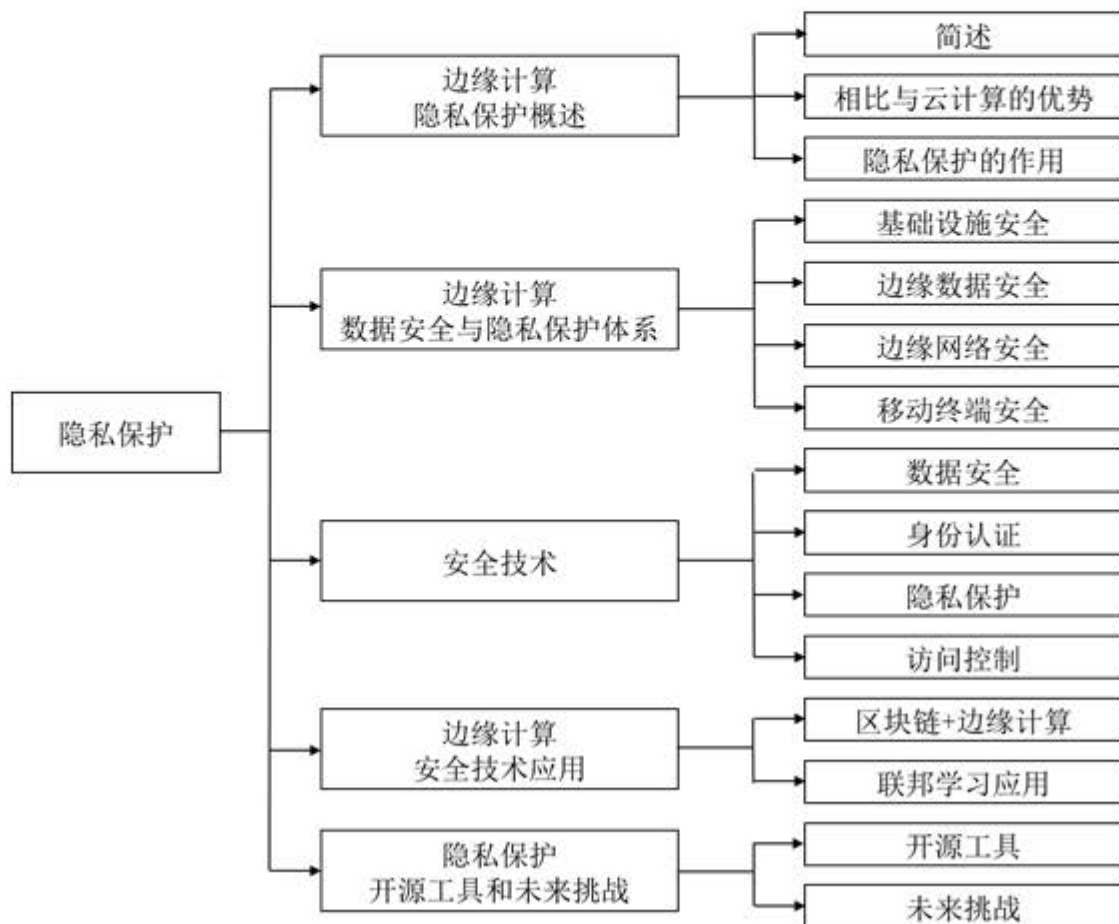 隐私保护
边缘计算
隐私保护概述
简述
相比与云计算的优势
隐私保护的作用
边缘计算
数据安全与隐私保护体系
基础设施安全
边缘数据安全
边缘网络安全
移动终端安全
安全技术
数据安全
身份认证
隐私保护
访问控制
边缘计算
安全技术应用
区块链+边缘计算
联邦学习应用
隐私保护
开源工具和未来挑战
开源工具
未来挑战